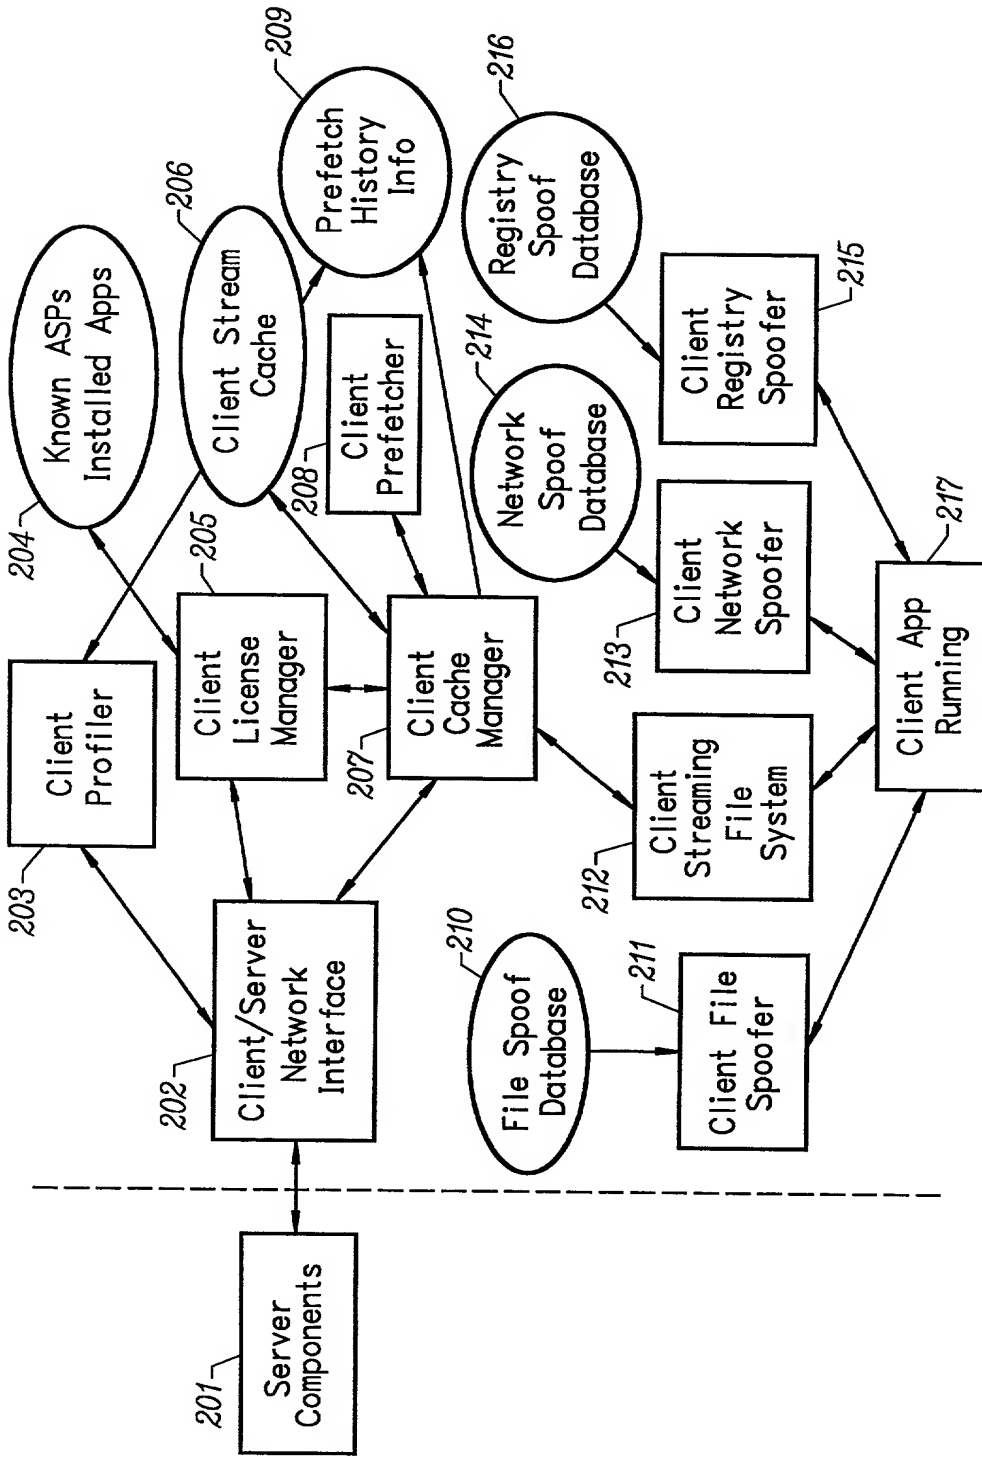 201
Server
Components
202
Client/Server
Network
Interface
203
Client
Profiler
204
Known ASPs
Installed Apps
205
Client
License
Manager
206
Client Stream
Cache
207
Client
Cache
Manager
208
Client
Prefetcher
209
Prefetch
History
Info
210
File Spoof
Database
211
Client File
Spoofer
212
Client
Streaming
File
System
213
Client
Network
Spoofer
214
Network
Spoof
Database
215
Client
Registry
Spoofer
216
Registry
Spoof
Database
217
Client App
Running